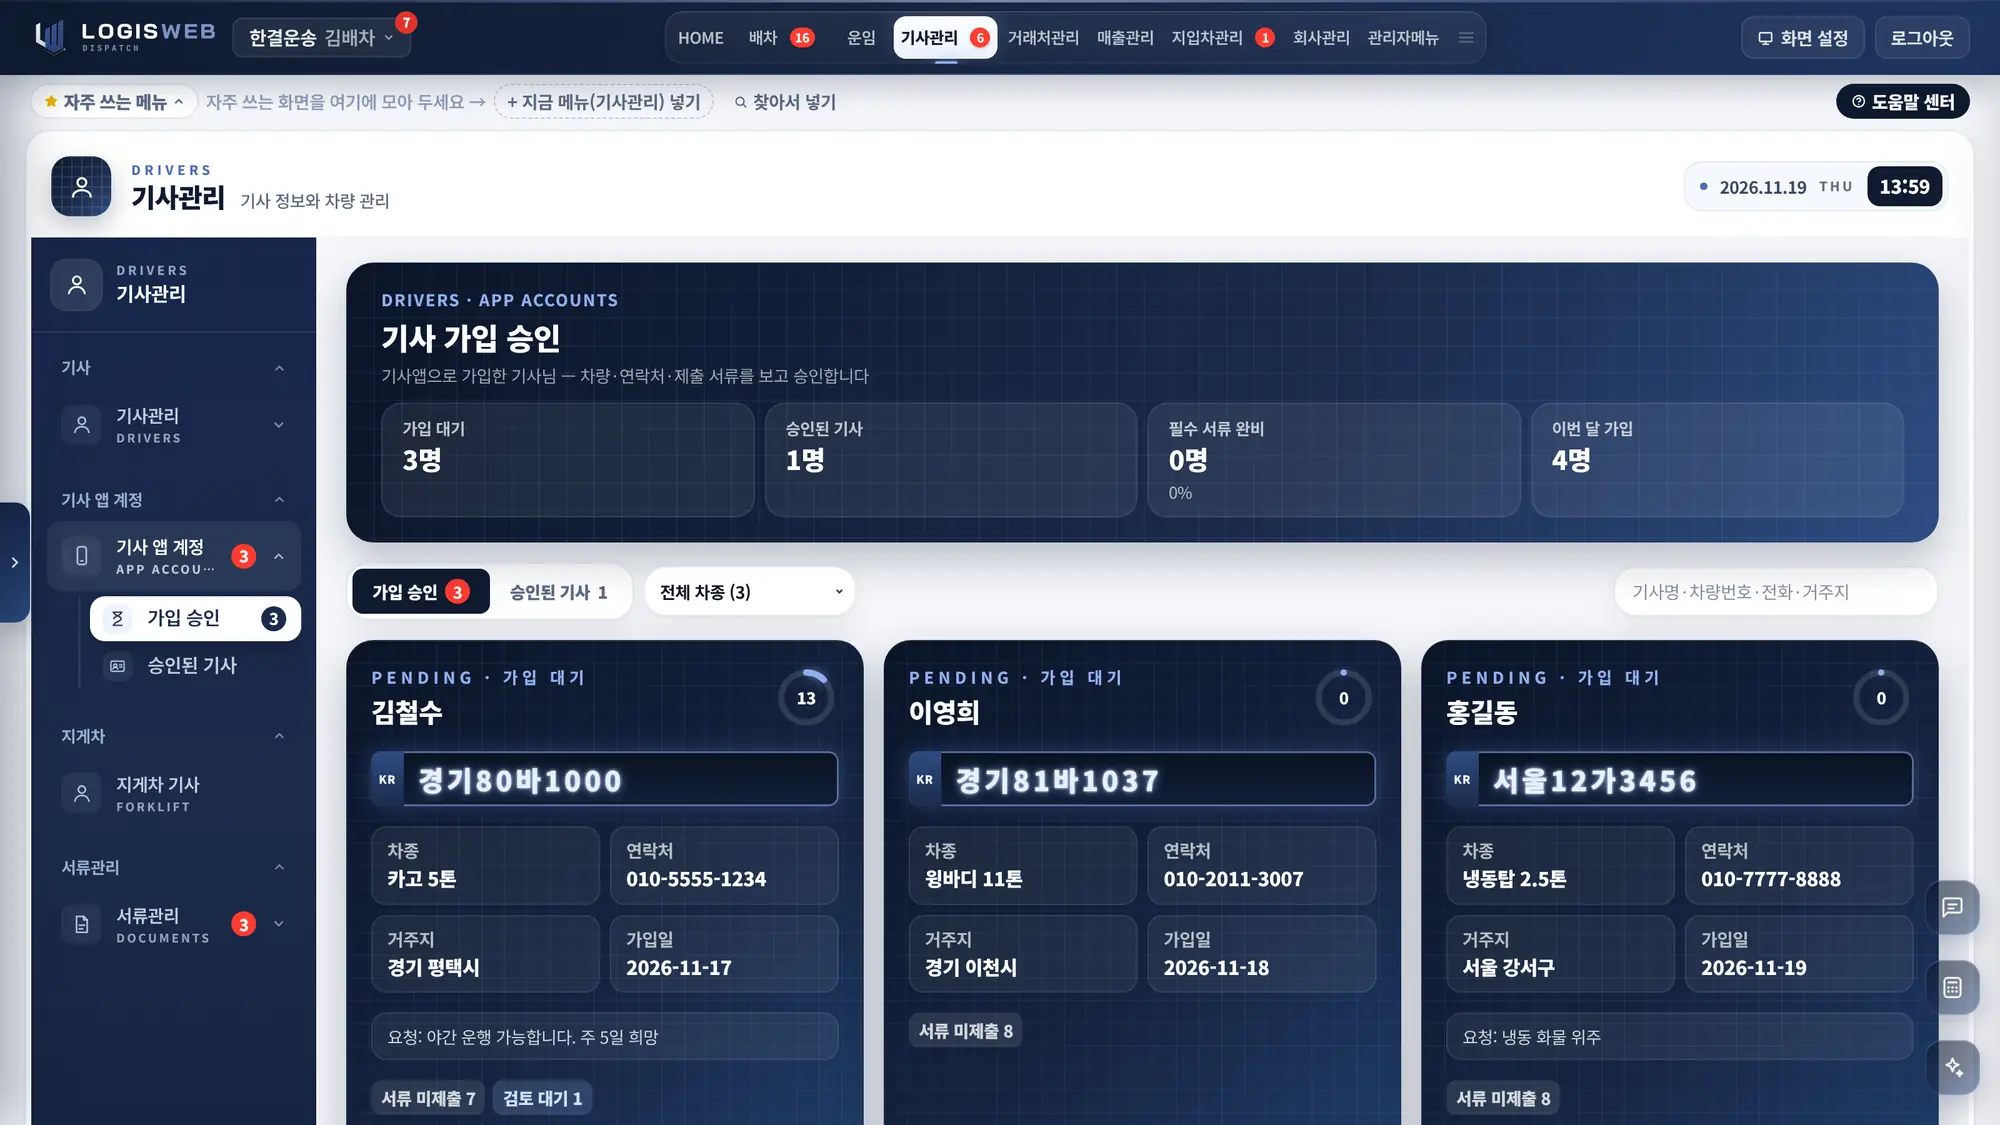 LOGISWEB
DISPATCH
한결운송 김배차
7
HOME
배차 16
운임
기사관리 6
거래처관리
매출관리
지입차관리 1
회사관리
관리자메뉴
화면 설정
로그아웃
자주 쓰는 메뉴
자주 쓰는 화면을 여기에 모아 두세요 →
+ 지금 메뉴(기사관리) 넣기
찾아서 넣기
도움말 센터
DRIVERS
기사관리 기사 정보와 차량 관리
2026.11.19 THU 13:59
DRIVERS
기사관리
기사
기사관리
DRIVERS
기사 앱 계정
기사 앱 계정
APP ACCOU···
3
가입 승인 3
승인된 기사
지게차
지게차 기사
FORKLIFT
서류관리
서류관리
DOCUMENTS
3
DRIVERS · APP ACCOUNTS
기사 가입 승인
기사앱으로 가입한 기사님 — 차량·연락처·제출 서류를 보고 승인합니다
가입 대기
3명
승인된 기사
1명
필수 서류 완비
0명
0%
이번 달 가입
4명
가입 승인 3
승인된 기사 1
전체 차종 (3)
기사명·차량번호·전화·거주지
PENDING · 가입 대기
김철수
13
KR 경기80바1000
차종
카고 5톤
연락처
010-5555-1234
거주지
경기 평택시
가입일
2026-11-17
요청: 야간 운행 가능합니다. 주 5일 희망
서류 미제출 7
검토 대기 1
PENDING · 가입 대기
이영희
0
KR 경기81바1037
차종
윙바디 11톤
연락처
010-2011-3007
거주지
경기 이천시
가입일
2026-11-18
서류 미제출 8
PENDING · 가입 대기
홍길동
0
KR 서울12가3456
차종
냉동탑 2.5톤
연락처
010-7777-8888
거주지
서울 강서구
가입일
2026-11-19
요청: 냉동 화물 위주
서류 미제출 8